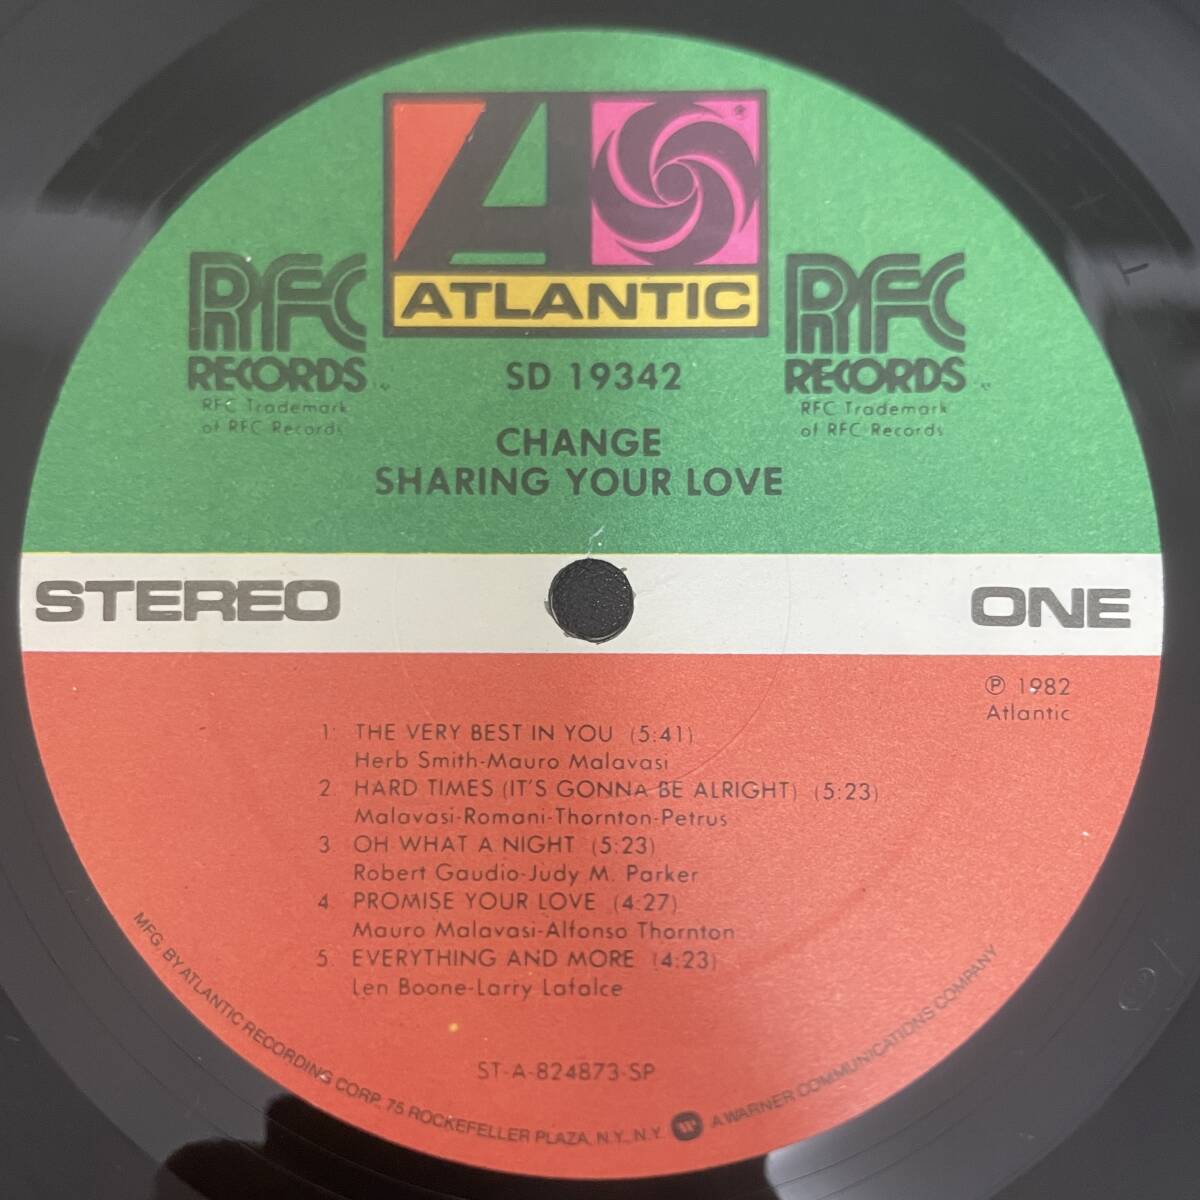 ATLANTIC
®
RFC
RECORDS
RFC Trademark
of RFC Records
RFC
RECORDS
RFC Trademark
of RFC Records
SD 19342
CHANGE
SHARING YOUR LOVE
STEREO
ONE
℗ 1982
Atlantic
1. THE VERY BEST IN YOU (5:41)
Herb Smith-Mauro Malavasi
2. HARD TIMES (IT'S GONNA BE ALRIGHT) (5:23)
Malavasi-Romani-Thornton-Petrus
3. OH WHAT A NIGHT (5:23)
Robert Gaudio-Judy M. Parker
4. PROMISE YOUR LOVE (4:27)
Mauro Malavasi-Alfonso Thornton
5. EVERYTHING AND MORE (4:23)
Len Boone-Larry Lafalce
ST-A-824873-SP
MFG. BY ATLANTIC RECORDING CORP., 75 ROCKEFELLER PLAZA, N.Y., N.Y. A WARNER COMMUNICATIONS COMPANY